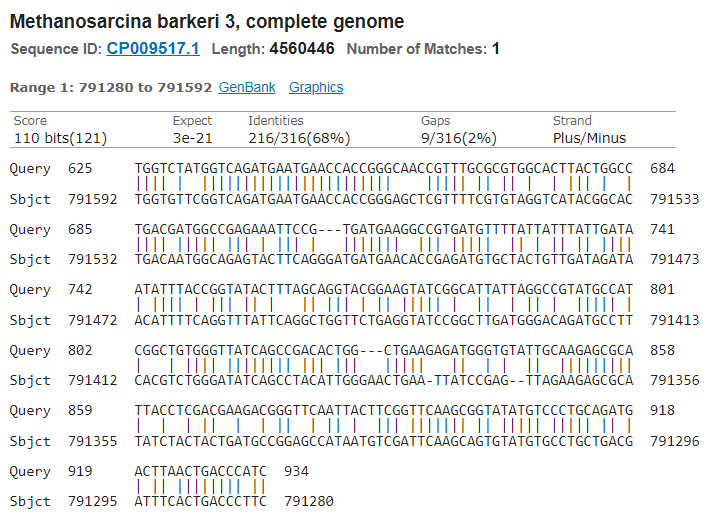 Methanosarcina barkeri 3, complete genome
Sequence ID: CP009517.1 Length: 4560446 Number of Matches: 1
Range 1: 791280 to 791592 GenBank Graphics
Score Expect Identities Gaps Strand
110 bits(121) 3e-21 216/316(68%) 9/316(2%) Plus/Minus
Query 625 TGGTCTATGGTCAGATGAATGAACCACCGGGCAACCGTTTGCGCGTGGCACTTACTGGCC 684
Sbjct 791592 TGGTGTTCGGTCAGATGAATGAACCACCGGGAGCTCGTTTTCGTGTAGGTCATACGGCAC 791533
Query 685 TGACGATGGCCGAGAAATTCCG---TGATGAAGGCCGTGATGTTTTATTATTTATTGATA 741
Sbjct 791532 TGACAATGGCAGAGTACTTCAGGGATGATGAACACCGAGATGTGCTACTGTTGATAGATA 791473
Query 742 ATATTTACCGGTATACTTTAGCAGGTACGGAAGTATCGGCATTATTAGGCCGTATGCCAT 801
Sbjct 791472 ACATTTTCAGGTTTATTCAGGCTGGTTCTGAGGTATCCGGCTTGATGGGACAGATGCCTT 791413
Query 802 CGGCTGTGGGTTATCAGCCGACACTGG---CTGAAGAGATGGGTGTATTGCAAGAGCGCA 858
Sbjct 791412 CACGTCTGGGATATCAGCCTACATTGGGAACTGAA-TTATCCGAG--TTAGAAGAGCGCA 791356
Query 859 TTACCTCGACGAAGACGGGTTCAATTACTTCGGTTCAAGCGGTATATGTCCCTGCAGATG 918
Sbjct 791355 TATCTACTACTGATGCCGGAGCCATAATGTCGATTCAAGCAGTGTATGTGCCTGCTGACG 791296
Query 919 ACTTAACTGACCCATC 934
Sbjct 791295 ATTTCACTGACCCTTC 791280